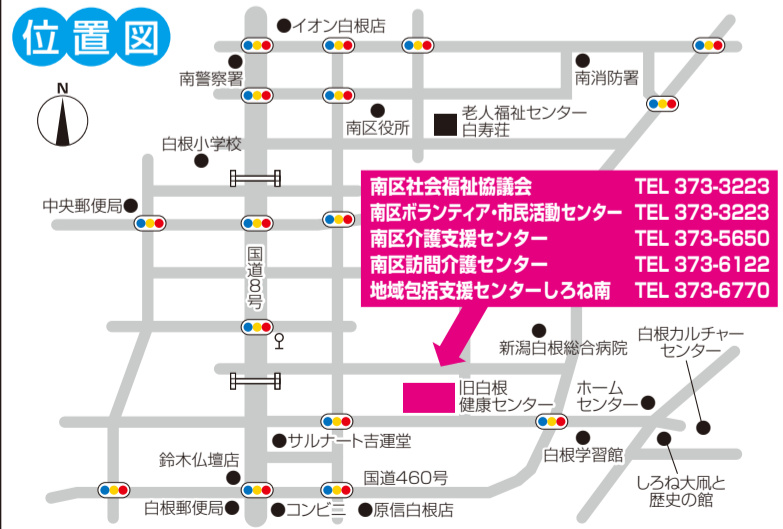 位置図
イオン白根店
南警察署
南消防署
N
南区役所
老人福祉センター
白寿荘
白根小学校
南区社会福祉協議会 TEL 373-3223
南区ボランティア・市民活動センター TEL 373-3223
南区介護支援センター TEL 373-5650
南区訪問介護センター TEL 373-6122
地域包括支援センターしろね南 TEL 373-6770
中央郵便局
国道8号
新潟白根総合病院
白根カルチャー
センター
旧白根
健康センター
ホーム
センター
サルナート吉運堂
白根学習館
鈴木仏壇店
国道460号
しろね大凧と
歴史の館
白根郵便局
コンビニ
原信白根店